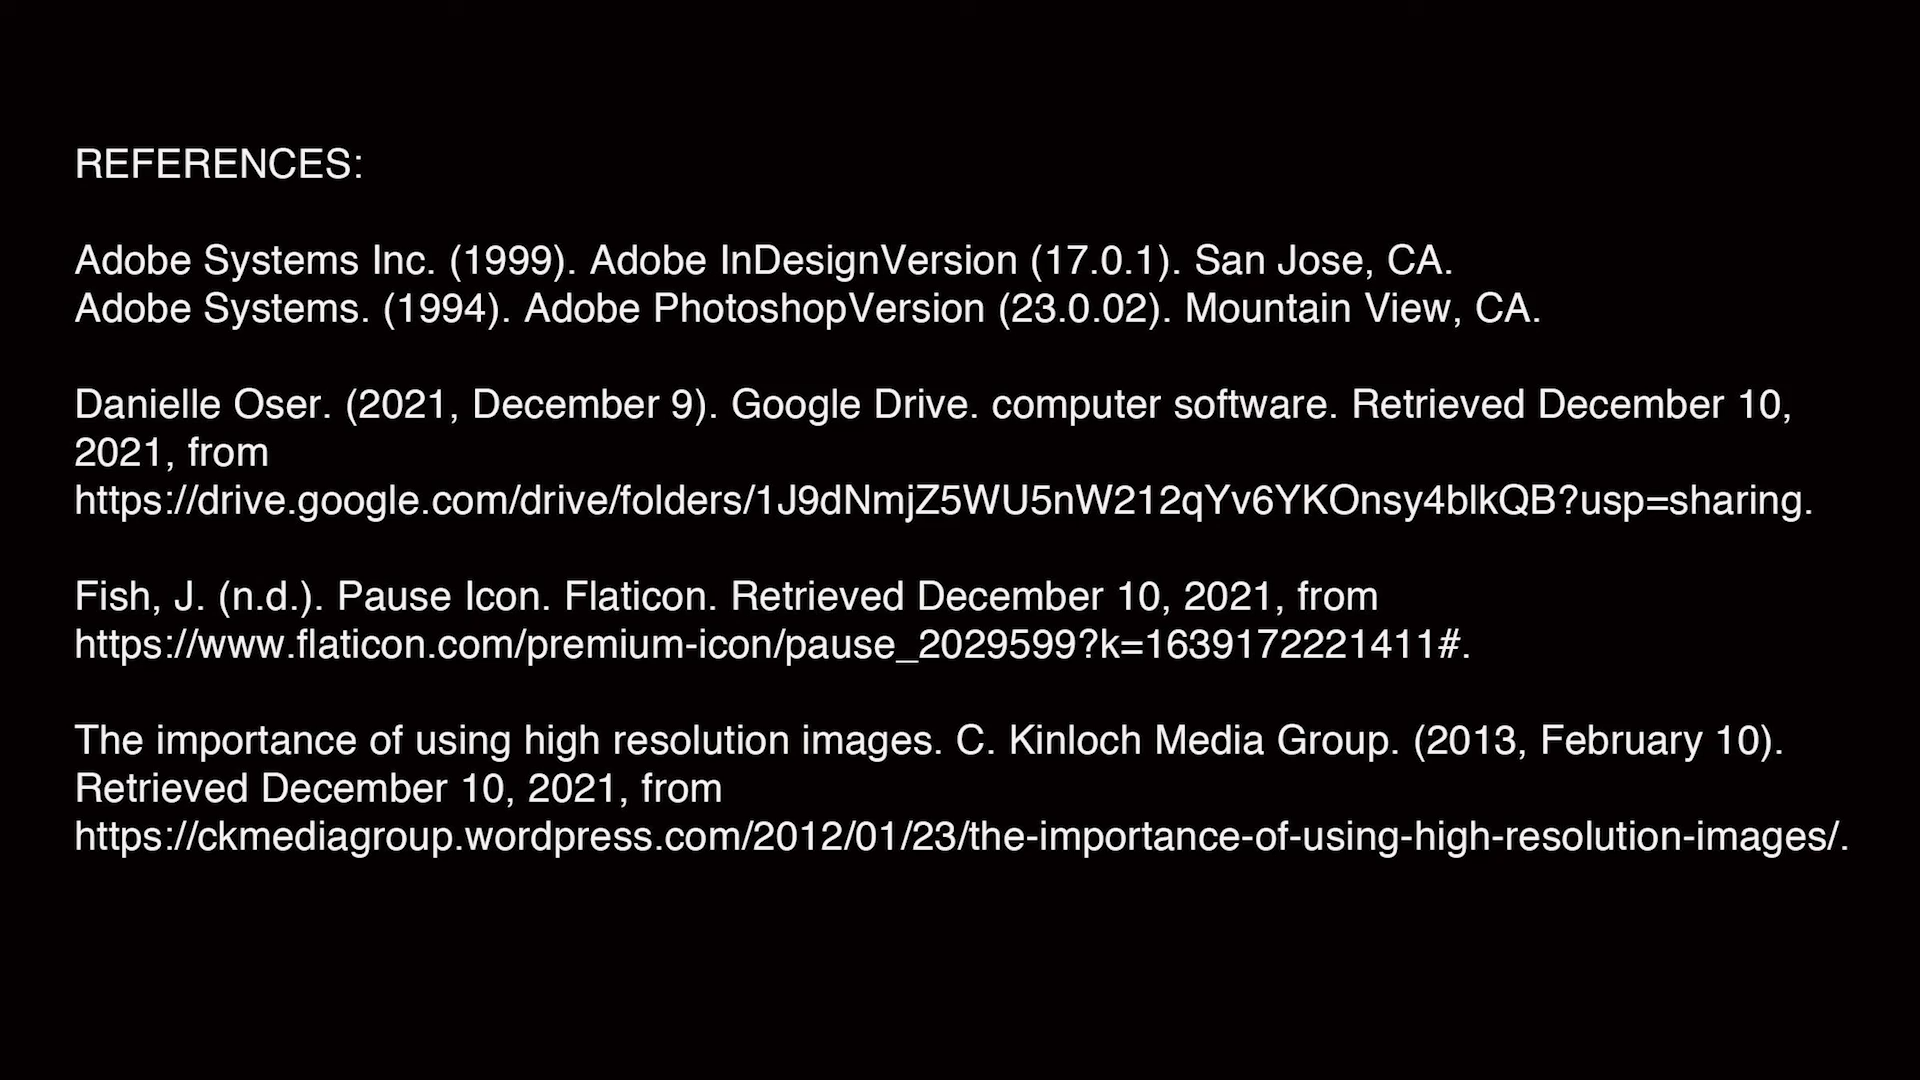 REFERENCES:
Adobe Systems Inc. (1999). Adobe InDesignVersion (17.0.1). San Jose, CA.
Adobe Systems. (1994). Adobe PhotoshopVersion (23.0.02). Mountain View, CA.
Danielle Oser. (2021, December 9). Google Drive. computer software. Retrieved December 10,
2021, from
https://drive.google.com/drive/folders/1J9dNmjZ5WU5nW212qYv6YKOnsy4blkQB?usp=sharing.
Fish, J. (n.d.). Pause Icon. Flaticon. Retrieved December 10, 2021, from
https://www.flaticon.com/premium-icon/pause_2029599?k=1639172221411#.
The importance of using high resolution images. C. Kinloch Media Group. (2013, February 10).
Retrieved December 10, 2021, from
https://ckmediagroup.wordpress.com/2012/01/23/the-importance-of-using-high-resolution-images/.